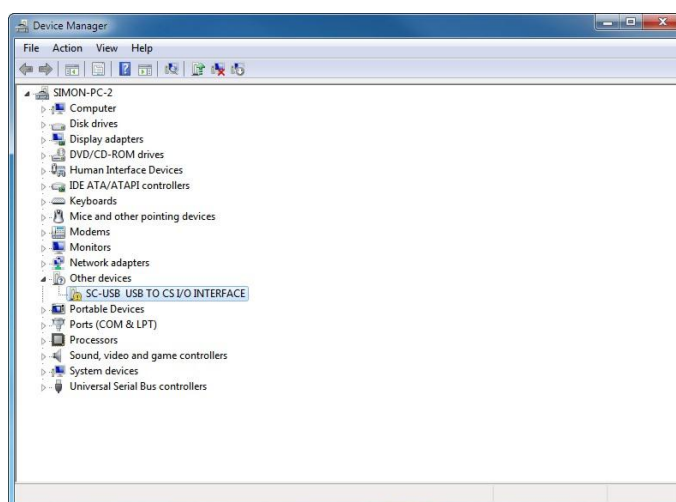 Device Manager
File Action View Help
SIMON-PC-2
Computer
Disk drives
Display adapters
DVD/CD-ROM drives
Human Interface Devices
IDE ATA/ATAPI controllers
Keyboards
Mice and other pointing devices
Modems
Monitors
Network adapters
Other devices
SC-USB USB TO CS I/O INTERFACE
Portable Devices
Ports (COM & LPT)
Processors
Sound, video and game controllers
System devices
Universal Serial Bus controllers